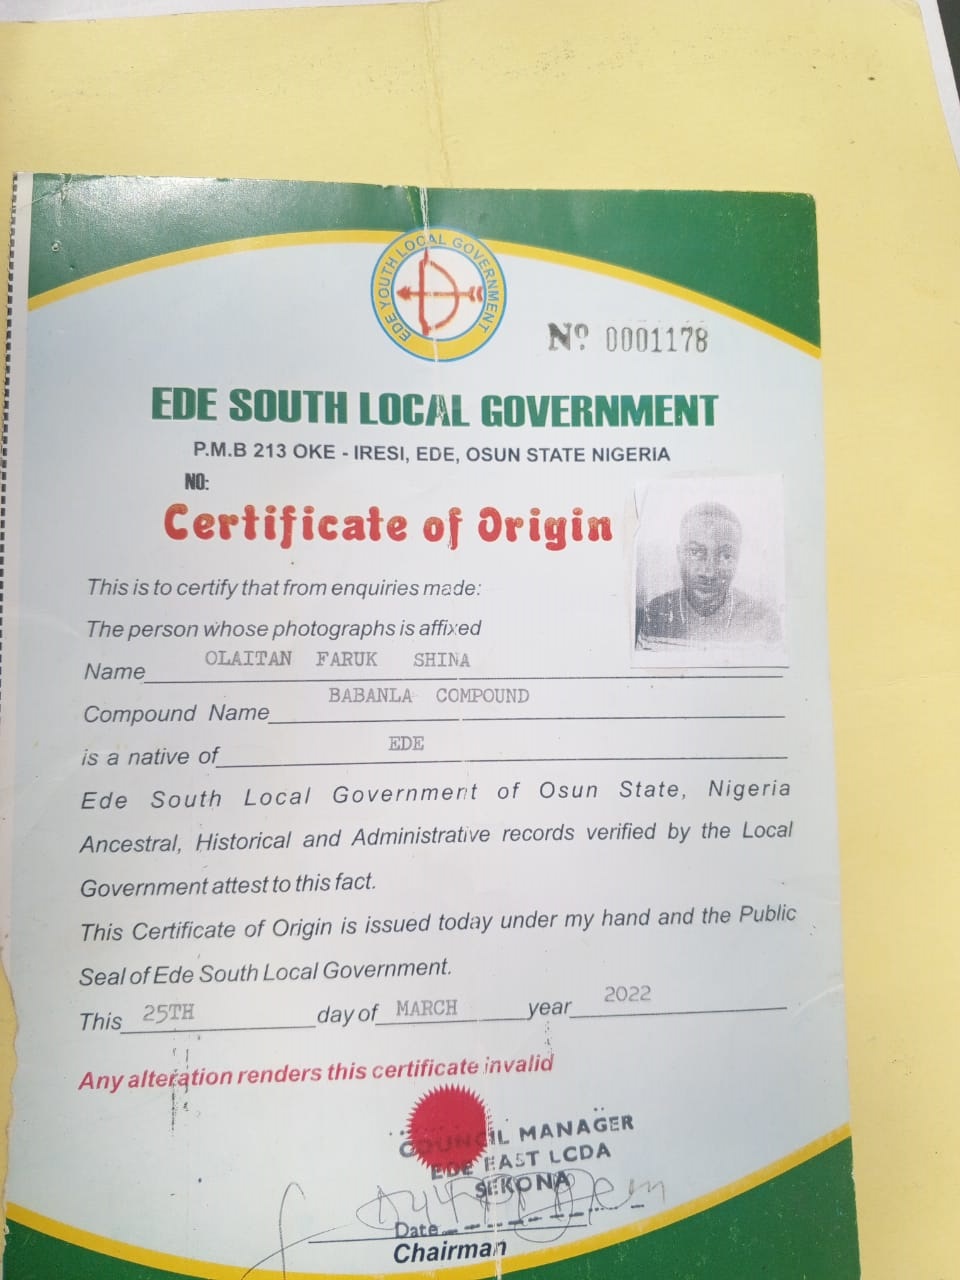 EDE YOUTH LOCAL GOVERNMENT
Nº 0001178
EDE SOUTH LOCAL GOVERNMENT
P.M.B 213 OKE - IRESI, EDE, OSUN STATE NIGERIA
NO:
Certificate of Origin
This is to certify that from enquiries made:
The person whose photographs is affixed
Name OLAITAN FARUK SHINA
Compound Name BABANLA COMPOUND
is a native of EDE
Ede South Local Government of Osun State, Nigeria
Ancestral, Historical and Administrative records verified by the Local
Government attest to this fact.
This Certificate of Origin is issued today under my hand and the Public
Seal of Ede South Local Government.
This 25TH day of MARCH year 2022
Any alteration renders this certificate invalid
COUNCIL MANAGER
EDE EAST LCDA
SEKONA
Date
Chairman